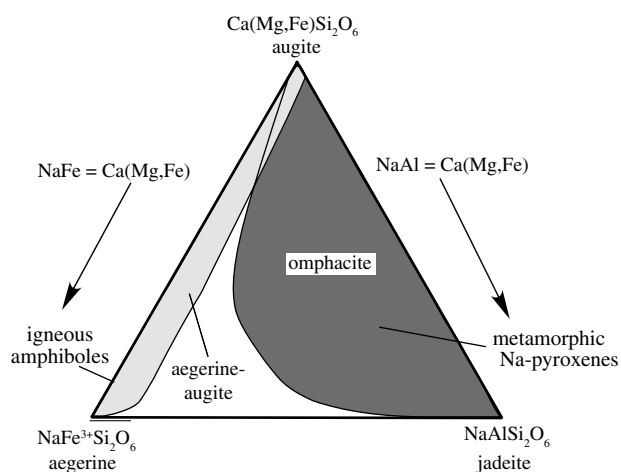 Ca(Mg,Fe)Si₂O₆
augite
NaFe = Ca(Mg,Fe)
NaAl = Ca(Mg,Fe)
omphacite
igneous
amphiboles
aegerine-
augite
metamorphic
Na-pyroxenes
NaFe³⁺Si₂O₆
aegerine
NaAlSi₂O₆
jadeite